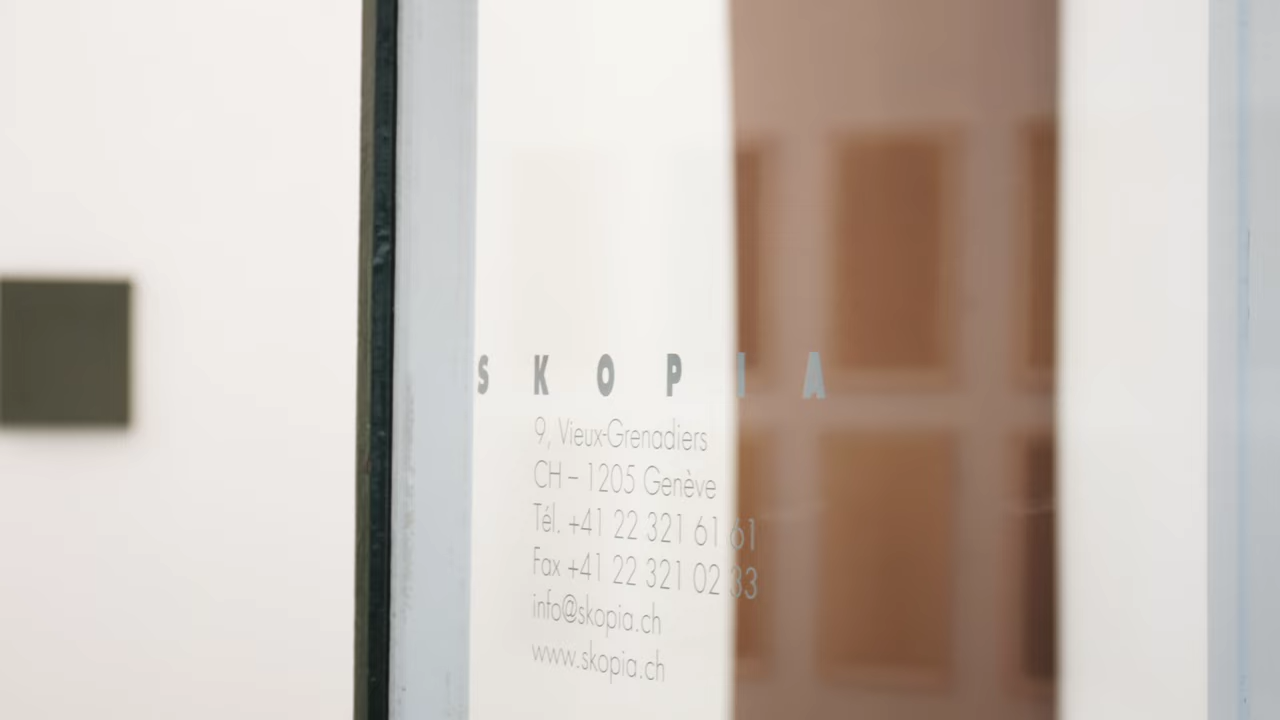 SKOPIA
9, Vieux-Grenadiers
CH – 1205 Genève
Tél. +41 22 321 61 61
Fax +41 22 321 02 33
info@skopia.ch
www.skopia.ch